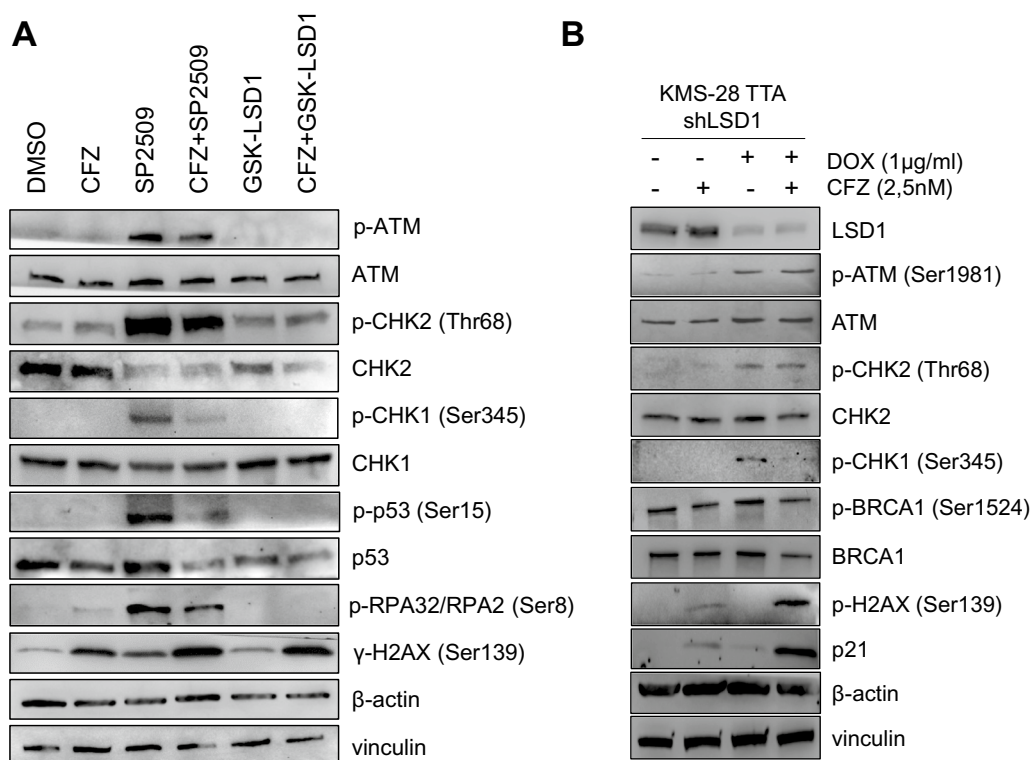 A
DMSO
CFZ
SP2509
CFZ+SP2509
GSK-LSD1
CFZ+GSK-LSD1
p-ATM
ATM
p-CHK2 (Thr68)
CHK2
p-CHK1 (Ser345)
CHK1
p-p53 (Ser15)
p53
p-RPA32/RPA2 (Ser8)
γ-H2AX (Ser139)
β-actin
vinculin
B
KMS-28 TTA
shLSD1
- - + + DOX (1µg/ml)
- + - + CFZ (2,5nM)
LSD1
p-ATM (Ser1981)
ATM
p-CHK2 (Thr68)
CHK2
p-CHK1 (Ser345)
p-BRCA1 (Ser1524)
BRCA1
p-H2AX (Ser139)
p21
β-actin
vinculin